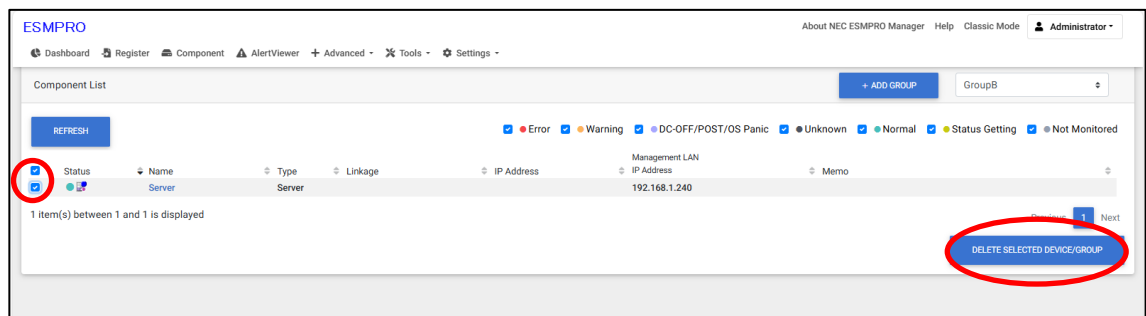 ESMPRO
About NEC ESMPRO Manager Help Classic Mode Administrator
Dashboard Register Component AlertViewer Advanced Tools Settings
Component List + ADD GROUP GroupB
REFRESH Error Warning DC-OFF/POST/OS Panic Unknown Normal Status Getting Not Monitored
Status Name Type Linkage IP Address Management LAN IP Address Memo
Server Server 192.168.1.240
1 item(s) between 1 and 1 is displayed
Previous 1 Next
DELETE SELECTED DEVICE/GROUP